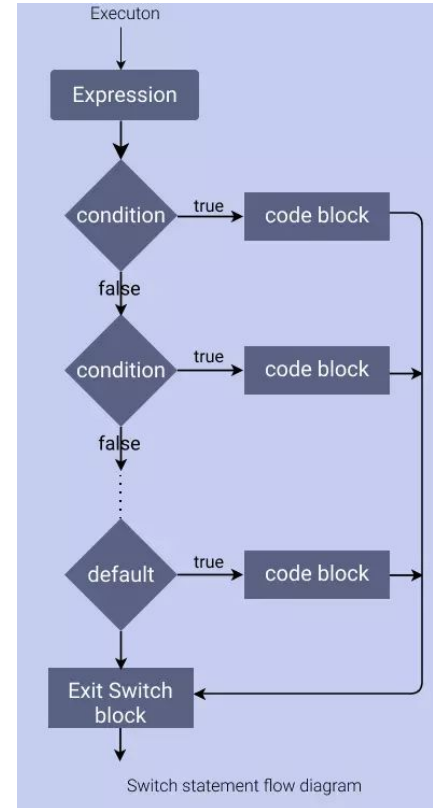 Executon
Expression
condition
true
code block
false
condition
true
code block
false
default
true
code block
Exit Switch
block
Switch statement flow diagram